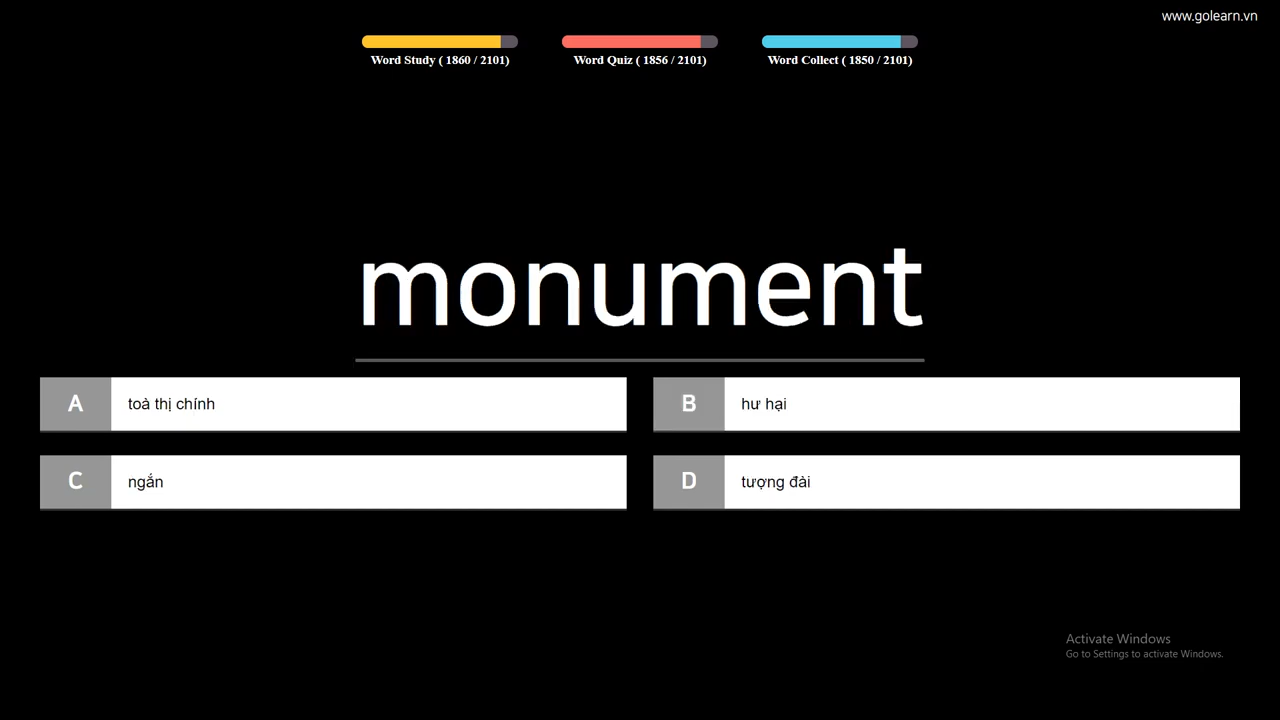 www.golearn.vn
Word Study ( 1860 / 2101)
Word Quiz ( 1856 / 2101)
Word Collect ( 1850 / 2101)
monument
A toà thị chính
B hư hại
C ngắn
D tượng đài
Activate Windows
Go to Settings to activate Windows.